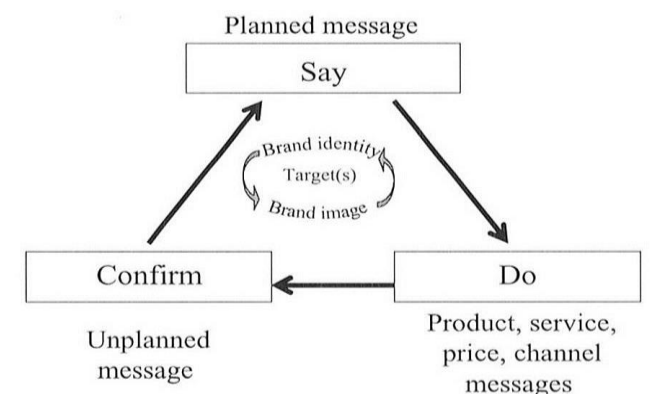 Planned message
Say
Brand identity
Target(s)
Brand image
Confirm
Do
Unplanned
message
Product, service,
price, channel
messages